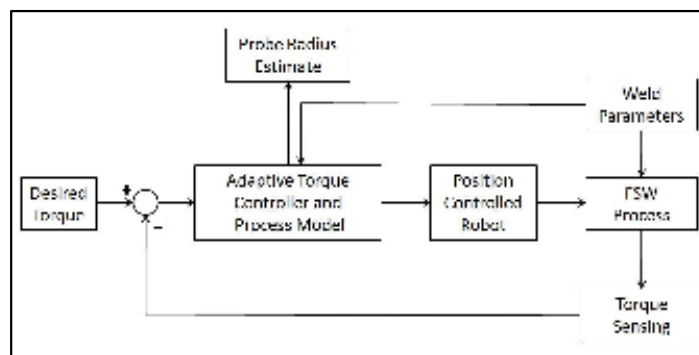 Probe Radius
Estimate
Weld
Parameters
Desired
Torque
+
Adaptive Torque
Controller and
Process Model
Position
Controlled
Robot
FSW
Process
–
Torque
Sensing